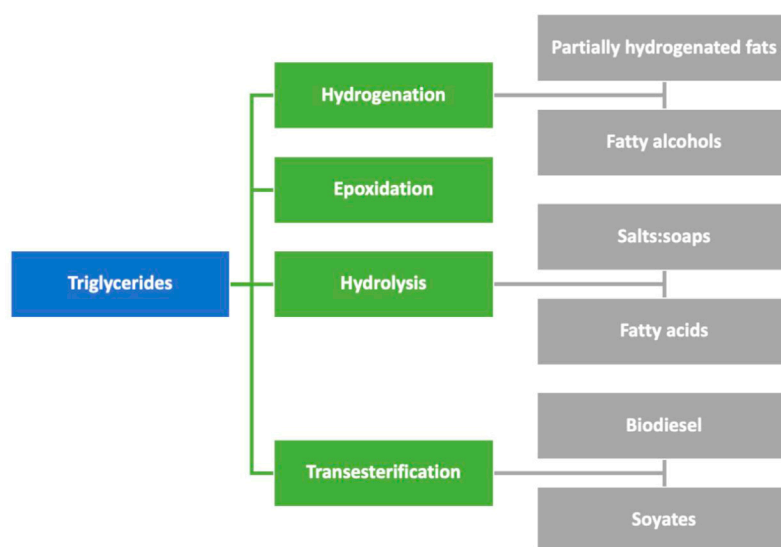 Partially hydrogenated fats
Hydrogenation
Fatty alcohols
Epoxidation
Salts:soaps
Triglycerides
Hydrolysis
Fatty acids
Biodiesel
Transesterification
Soyates